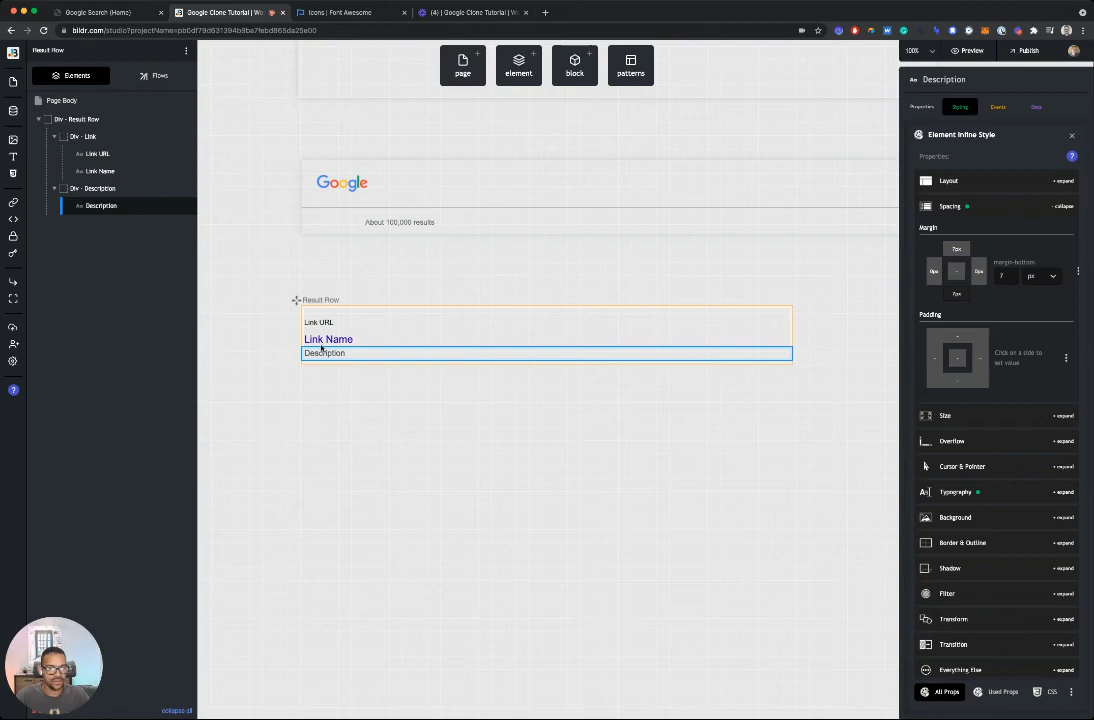 Google Search (Home)
Google Clone Tutorial | Wo
Icons | Font Awesome
(4) | Google Clone Tutorial | W
bildr.com/studio?projectName=pb0df79d631394b9ba7febd865da25e00
Result Row
Elements
Flows
Page Body
Div - Result Row
Div - Link
Link URL
Link Name
Div - Description
Description
collapse all
page
element
block
patterns
Google
About 100,000 results
Result Row
Link URL
Link Name
Description
100%
Preview
Publish
Description
Properties
Styling
Events
Data
Element Inline Style
Properties:
Layout
+ expand
Spacing
- collapse
Margin
7px
0px
-
0px
7px
margin-bottom
7
px
Padding
Click on a side to
set value
Size
+ expand
Overflow
+ expand
Cursor & Pointer
+ expand
Typography
+ expand
Background
+ expand
Border & Outline
+ expand
Shadow
+ expand
Filter
+ expand
Transform
+ expand
Transition
+ expand
Everything Else
+ expand
All Props
Used Props
CSS